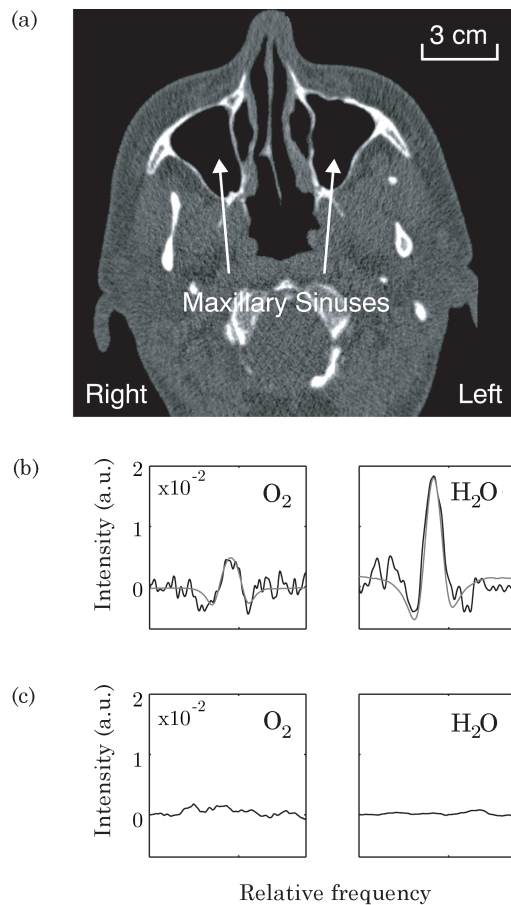 (a)
3 cm
Maxillary Sinuses
Right
Left
(b)
Intensity (a.u.)
2
1
0
x10-2
O2
H2O
(c)
Intensity (a.u.)
2
1
0
x10-2
O2
H2O
Relative frequency